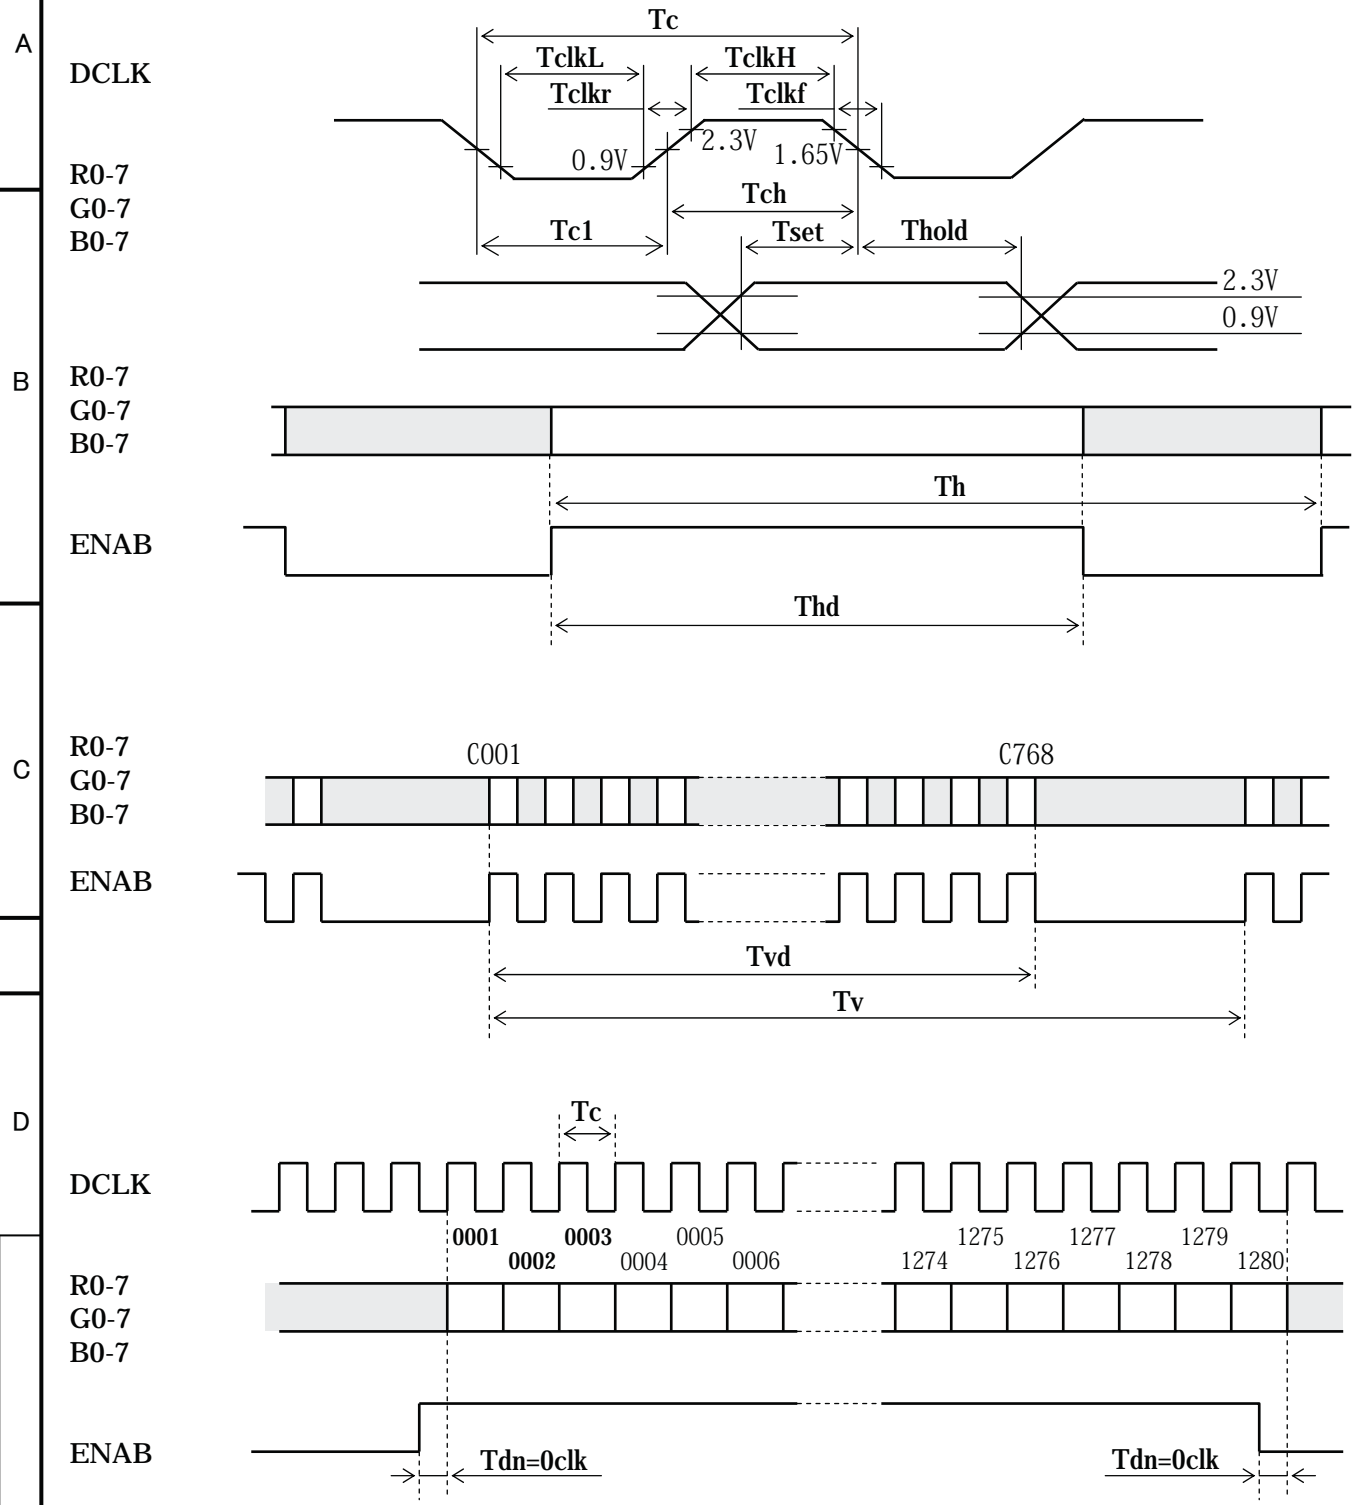 A
Tc
DCLK
TclkL
TclkH
Tclkr
Tclkf
2.3V
0.9V
1.65V
R0-7
G0-7
B0-7
Tch
Tc1
Tset
Thold
2.3V
0.9V
B
R0-7
G0-7
B0-7
Th
ENAB
Thd
C
R0-7
G0-7
B0-7
C001
C768
ENAB
Tvd
Tv
D
Tc
DCLK
0001 0003 0005 1275 1277 1279
0002 0004 0006 1274 1276 1278 1280
R0-7
G0-7
B0-7
ENAB
Tdn=0clk
Tdn=0clk